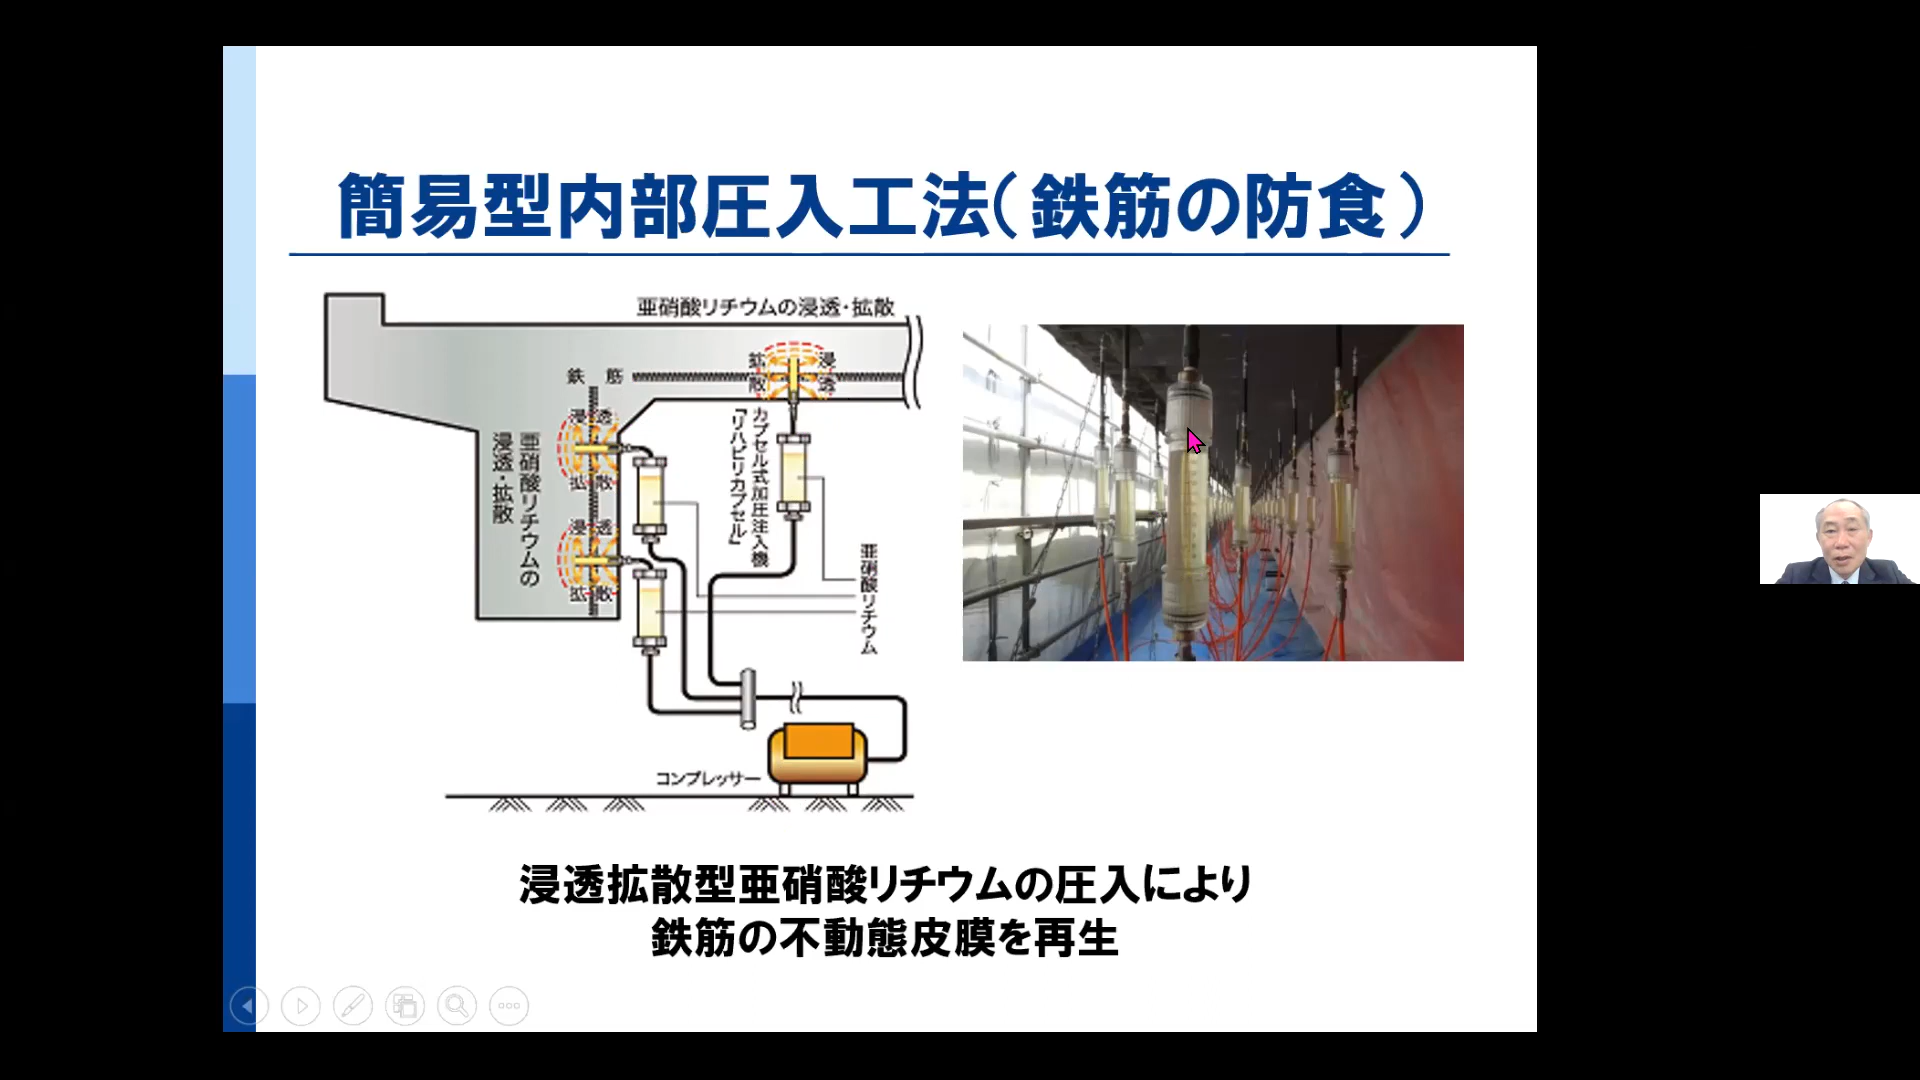 簡易型内部圧入工法(鉄筋の防食)
亜硝酸リチウムの浸透・拡散
鉄 筋
拡散
浸透
浸透
拡散
浸透
拡散
亜硝酸リチウムの
浸透・拡散
カプセル式加圧注入機
『リハビリカプセル』
亜硝酸リチウム
コンプレッサー
浸透拡散型亜硝酸リチウムの圧入により
鉄筋の不動態皮膜を再生